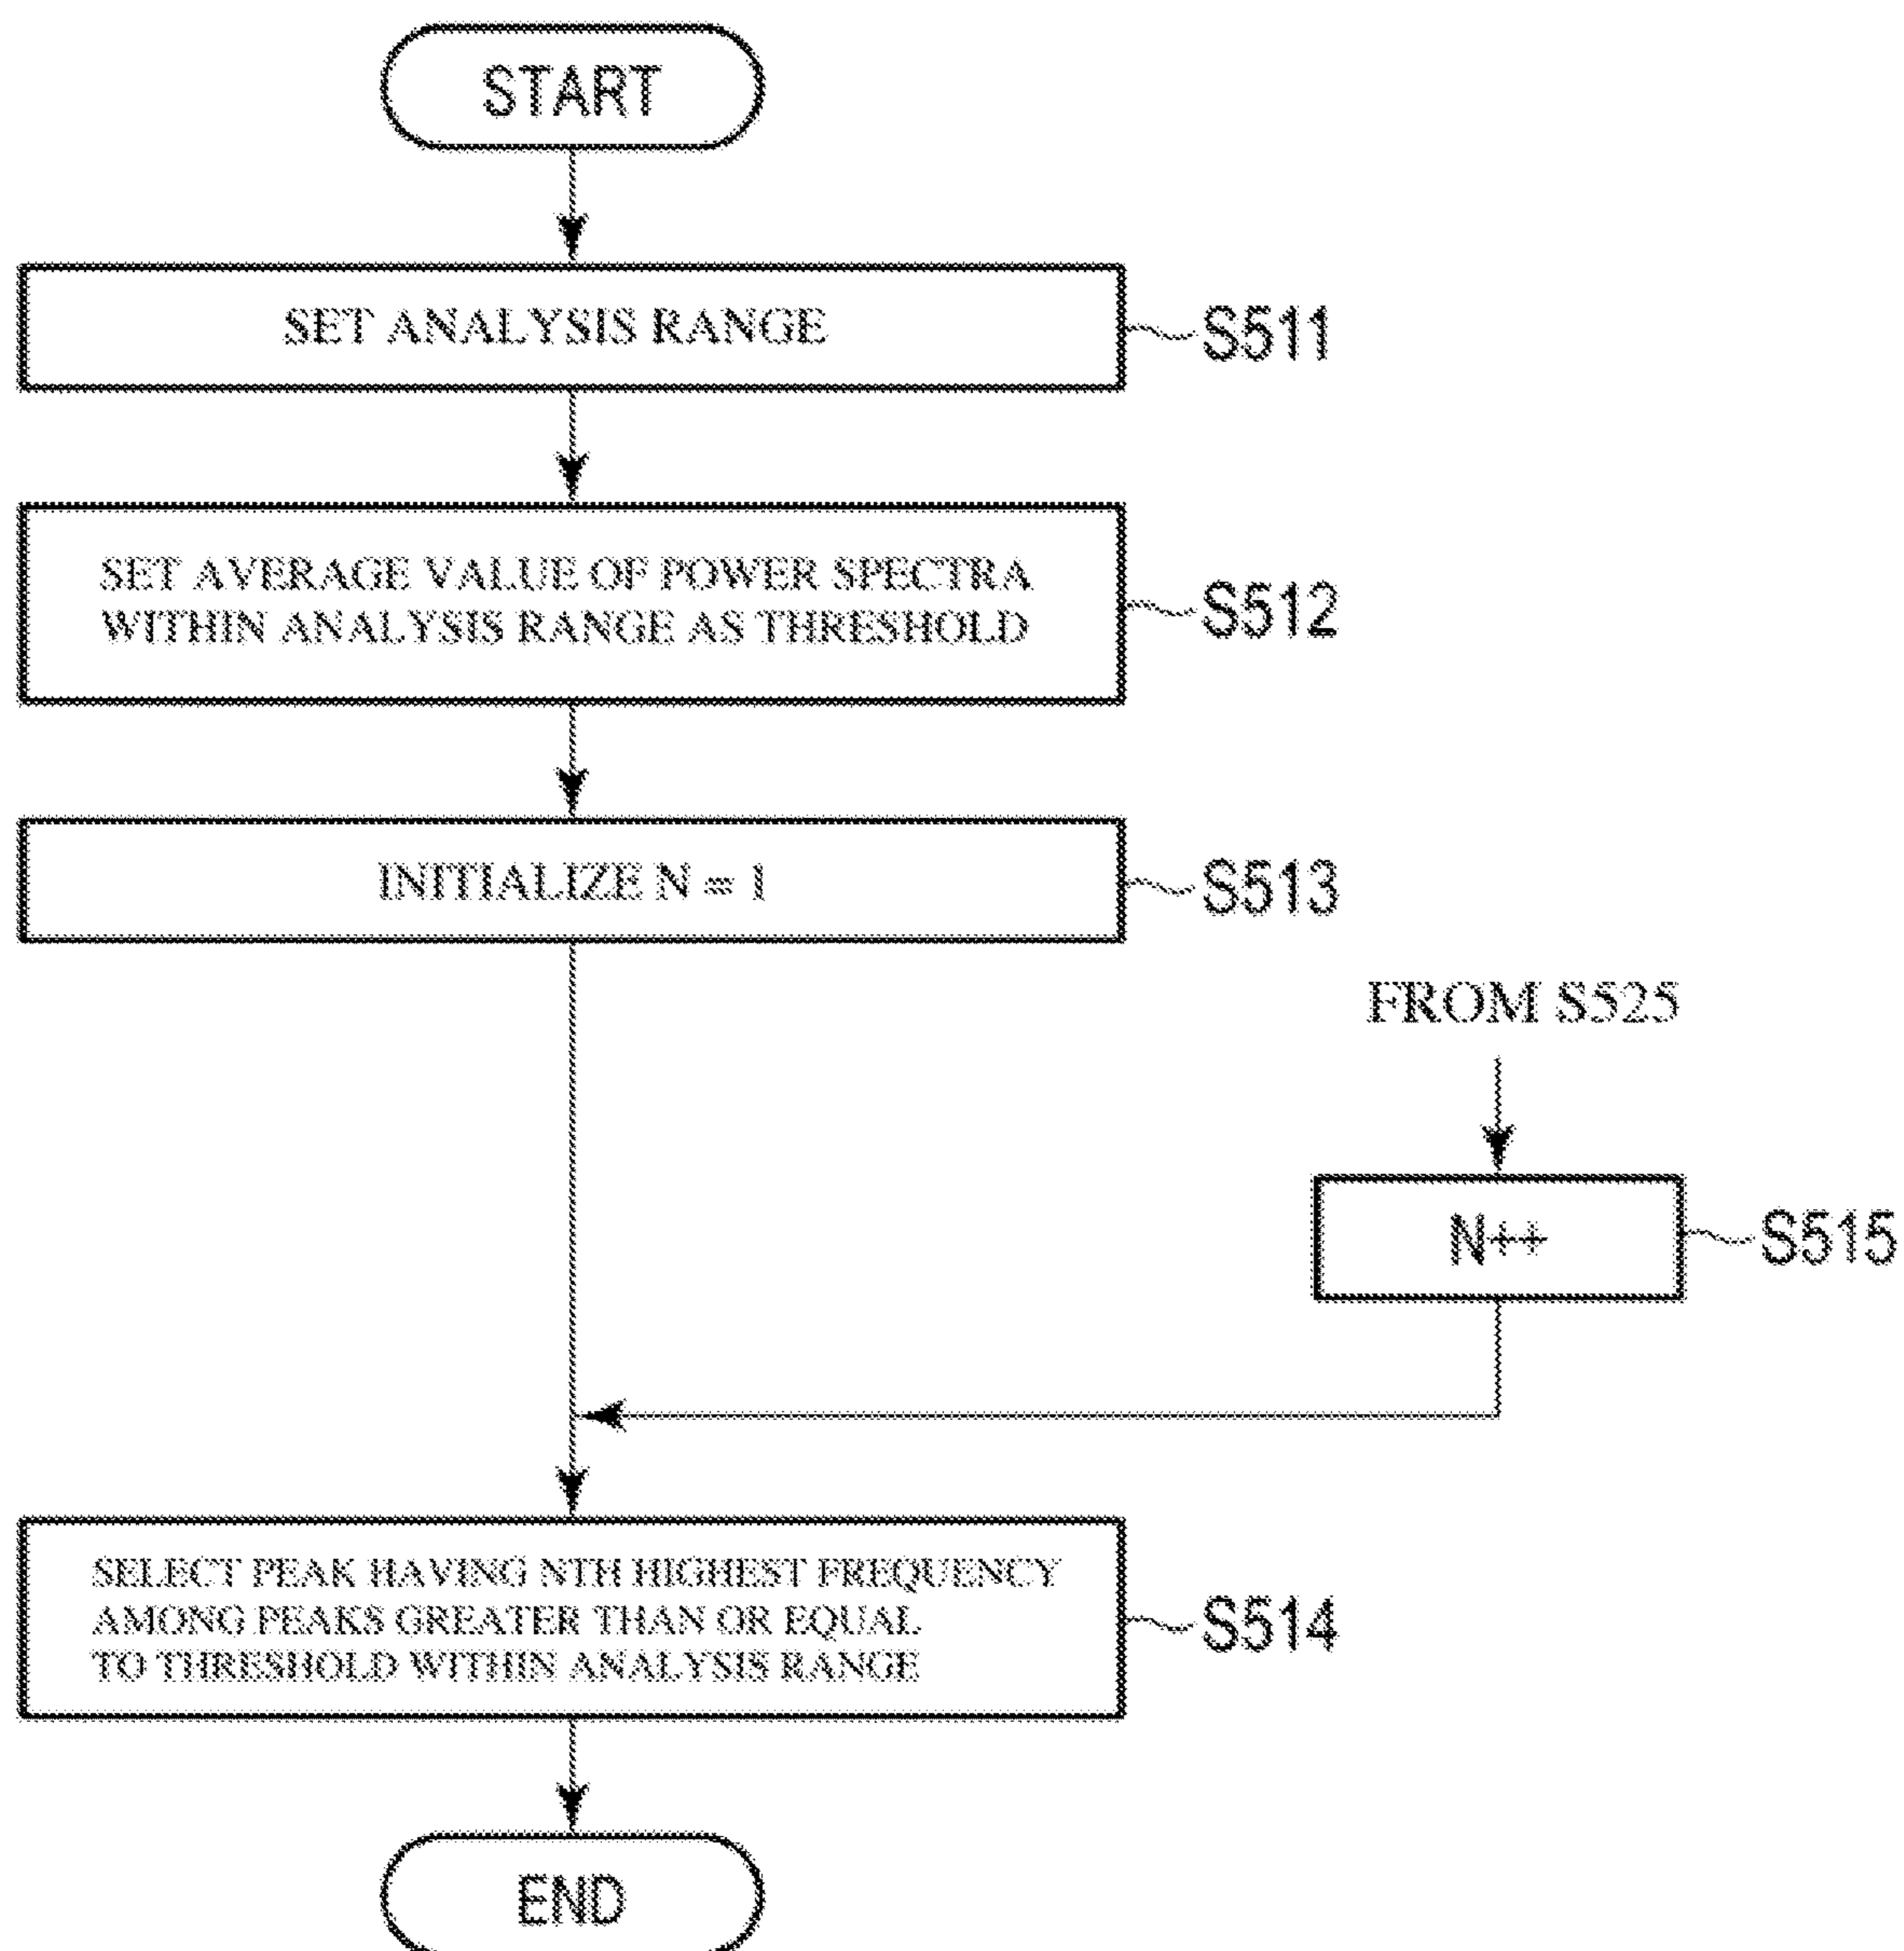 START
SET ANALYSIS RANGE
S511
SET AVERAGE VALUE OF POWER SPECTRA
WITHIN ANALYSIS RANGE AS THRESHOLD
S512
INITIALIZE N = 1
S513
FROM S525
N++
S515
SELECT PEAK HAVING NTH HIGHEST FREQUENCY
AMONG PEAKS GREATER THAN OR EQUAL
TO THRESHOLD WITHIN ANALYSIS RANGE
S514
END